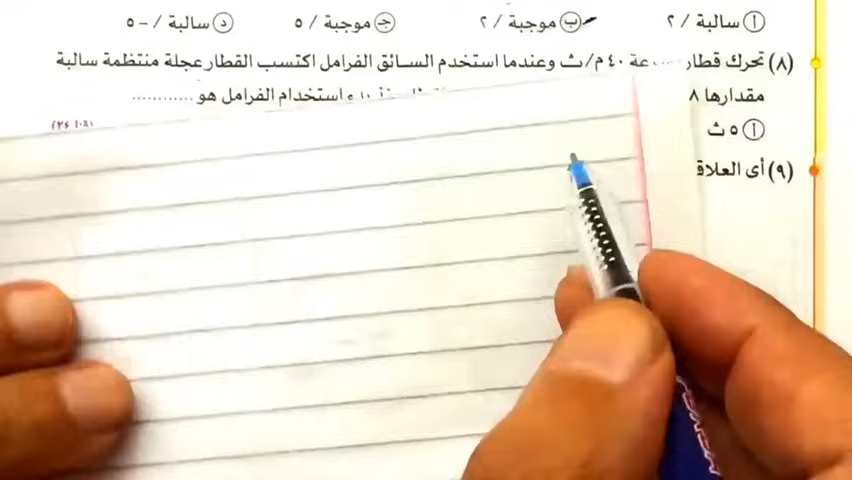 أ سالبة / ٢ ب موجبة / ٢ ج موجبة / ٥ د سالبة / -٥
(٨) تحرك قطار عة ٤٠ م/ث وعندما استخدم السائق الفرامل اكتسب القطار عجلة منتظمة سالبة
مقدارها ٨ استخدام الفرامل هو ............
أ ٥ ث
(٩) أى العلاق